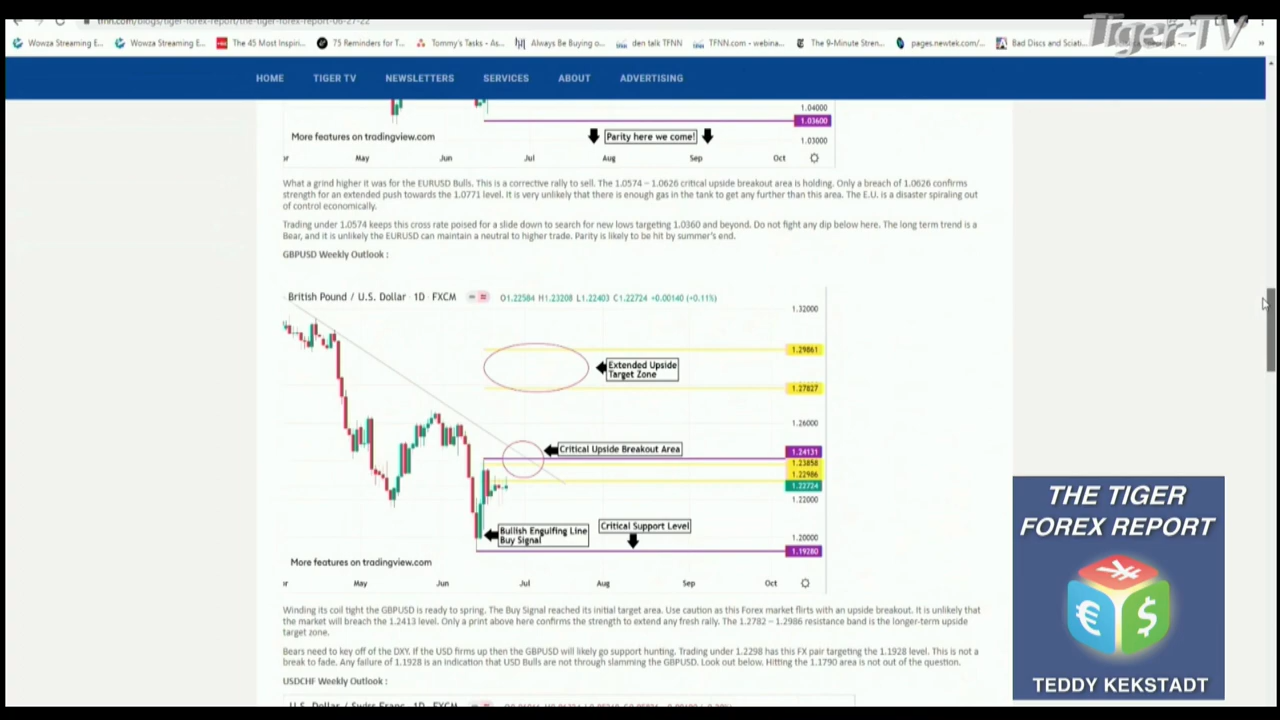 tfnn.com/blogs/tiger-forex-report/the-tiger-forex-report-06-27-22
Tiger-TV
Wowza Streaming E... Wowza Streaming E... The 45 Most Inspiri... 75 Reminders for T... Tommy's Tasks - As... Always Be Buying o... den talk TFNN TFNN.com - webina... The 9-Minute Stren... pages.newtek.com/... Bad Discs and Sciati...
HOME TIGER TV NEWSLETTERS SERVICES ABOUT ADVERTISING
1.04000
1.03600
More features on tradingview.com
Parity here we come!
1.03000
May Jun Jul Aug Sep Oct
What a grind higher it was for the EURUSD Bulls. This is a corrective rally to sell. The 1.0574 – 1.0626 critical upside breakout area is holding. Only a breach of 1.0626 confirms
strength for an extended push towards the 1.0771 level. It is very unlikely that there is enough gas in the tank to get any further than this area. The E.U. is a disaster spiraling out
of control economically.
Trading under 1.0574 keeps this cross rate poised for a slide down to search for new lows targeting 1.0360 and beyond. Do not fight any dip below here. The long term trend is a
Bear, and it is unlikely the EURUSD can maintain a neutral to higher trade. Parity is likely to be hit by summer's end.
GBPUSD Weekly Outlook :
British Pound / U.S. Dollar · 1D · FXCM O1.22584 H1.23208 L1.22403 C1.22724 +0.00140 (+0.11%)
1.32000
1.29861
Extended Upside
Target Zone
1.27827
1.26000
Critical Upside Breakout Area
1.24131
1.23858
1.22986
1.22724
1.22000
Bullish Engulfing Line
Buy Signal
Critical Support Level
1.20000
1.19280
More features on tradingview.com
May Jun Jul Aug Sep Oct
Winding its coil tight the GBPUSD is ready to spring. The Buy Signal reached its initial target area. Use caution as this Forex market flirts with an upside breakout. It is unlikely that
the market will breach the 1.2413 level. Only a print above here confirms the strength to extend any fresh rally. The 1.2782 – 1.2986 resistance band is the longer-term upside
target zone.
Bears need to key off of the DXY. If the USD firms up then the GBPUSD will likely go support hunting. Trading under 1.2298 has this FX pair targeting the 1.1928 level. This is not a
break to fade. Any failure of 1.1928 is an indication that USD Bulls are not through slamming the GBPUSD. Look out below. Hitting the 1.1790 area is not out of the question.
USDCHF Weekly Outlook :
U.S. Dollar / Swiss Franc · 1D · FXCM
THE TIGER
FOREX REPORT
¥
€ $
TEDDY KEKSTADT